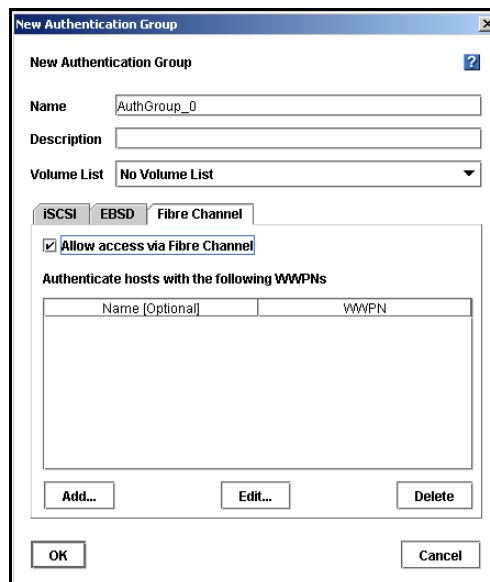 New Authentication Group
New Authentication Group
?
Name AuthGroup_0
Description
Volume List No Volume List
iSCSI EBSD Fibre Channel
Allow access via Fibre Channel
Authenticate hosts with the following WWPNs
Name [Optional] WWPN
Add... Edit... Delete
OK Cancel